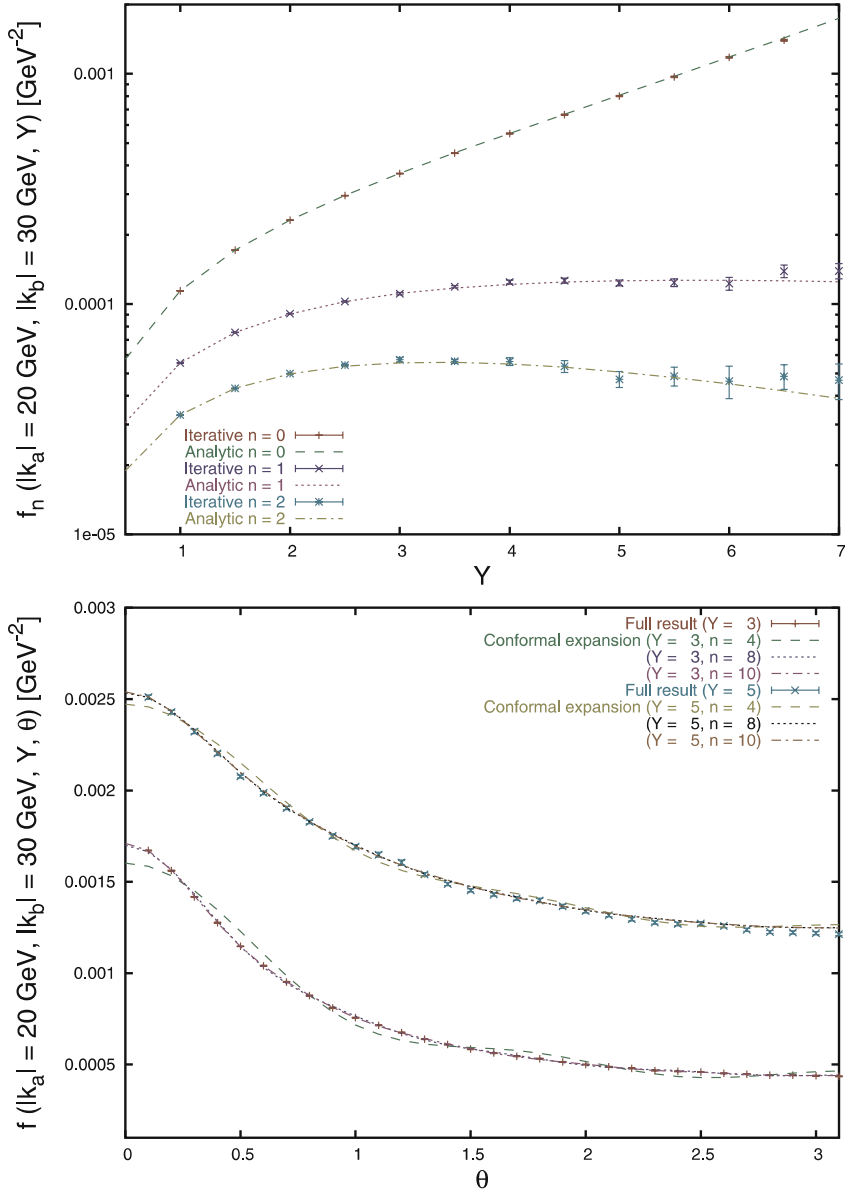 f_n (|k_a| = 20 GeV, |k_b| = 30 GeV, Y) [GeV^-2]
0.001
0.0001
1e-05
Iterative n = 0
Analytic n = 0
Iterative n = 1
Analytic n = 1
Iterative n = 2
Analytic n = 2
1 2 3 4 5 6 7
Y
f (|k_a| = 20 GeV, |k_b| = 30 GeV, Y, θ) [GeV^-2]
0.003
0.0025
0.002
0.0015
0.001
0.0005
Full result (Y = 3)
Conformal expansion (Y = 3, n = 4)
(Y = 3, n = 8)
(Y = 3, n = 10)
Full result (Y = 5)
Conformal expansion (Y = 5, n = 4)
(Y = 5, n = 8)
(Y = 5, n = 10)
0 0.5 1 1.5 2 2.5 3
θ